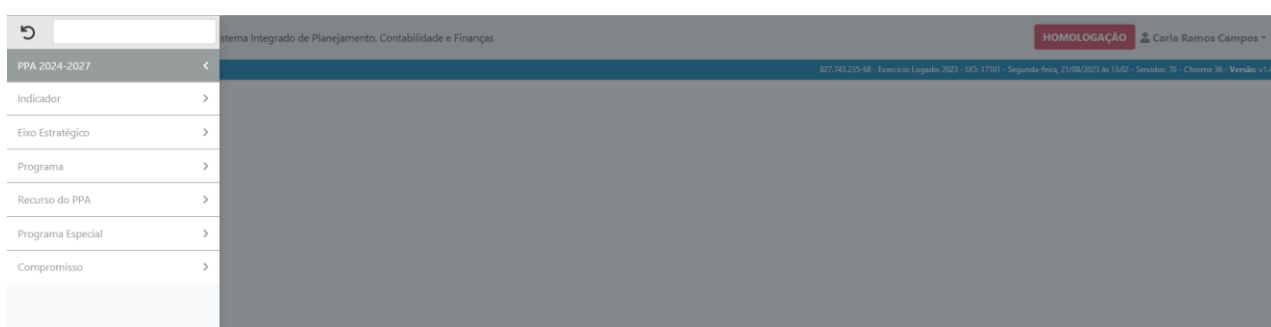 stema Integrado de Planejamento, Contabilidade e Finanças
HOMOLOGAÇÃO
Carla Ramos Campos
PPA 2024-2027
827.743.235-68 - Exercício Logado: 2023 - UO: 17101 - Segunda-feira, 21/08/2023 às 15:02 - Servidor: 70 - Chrome 36 - Versão: v1.
Indicador
Eixo Estratégico
Programa
Recurso do PPA
Programa Especial
Compromisso